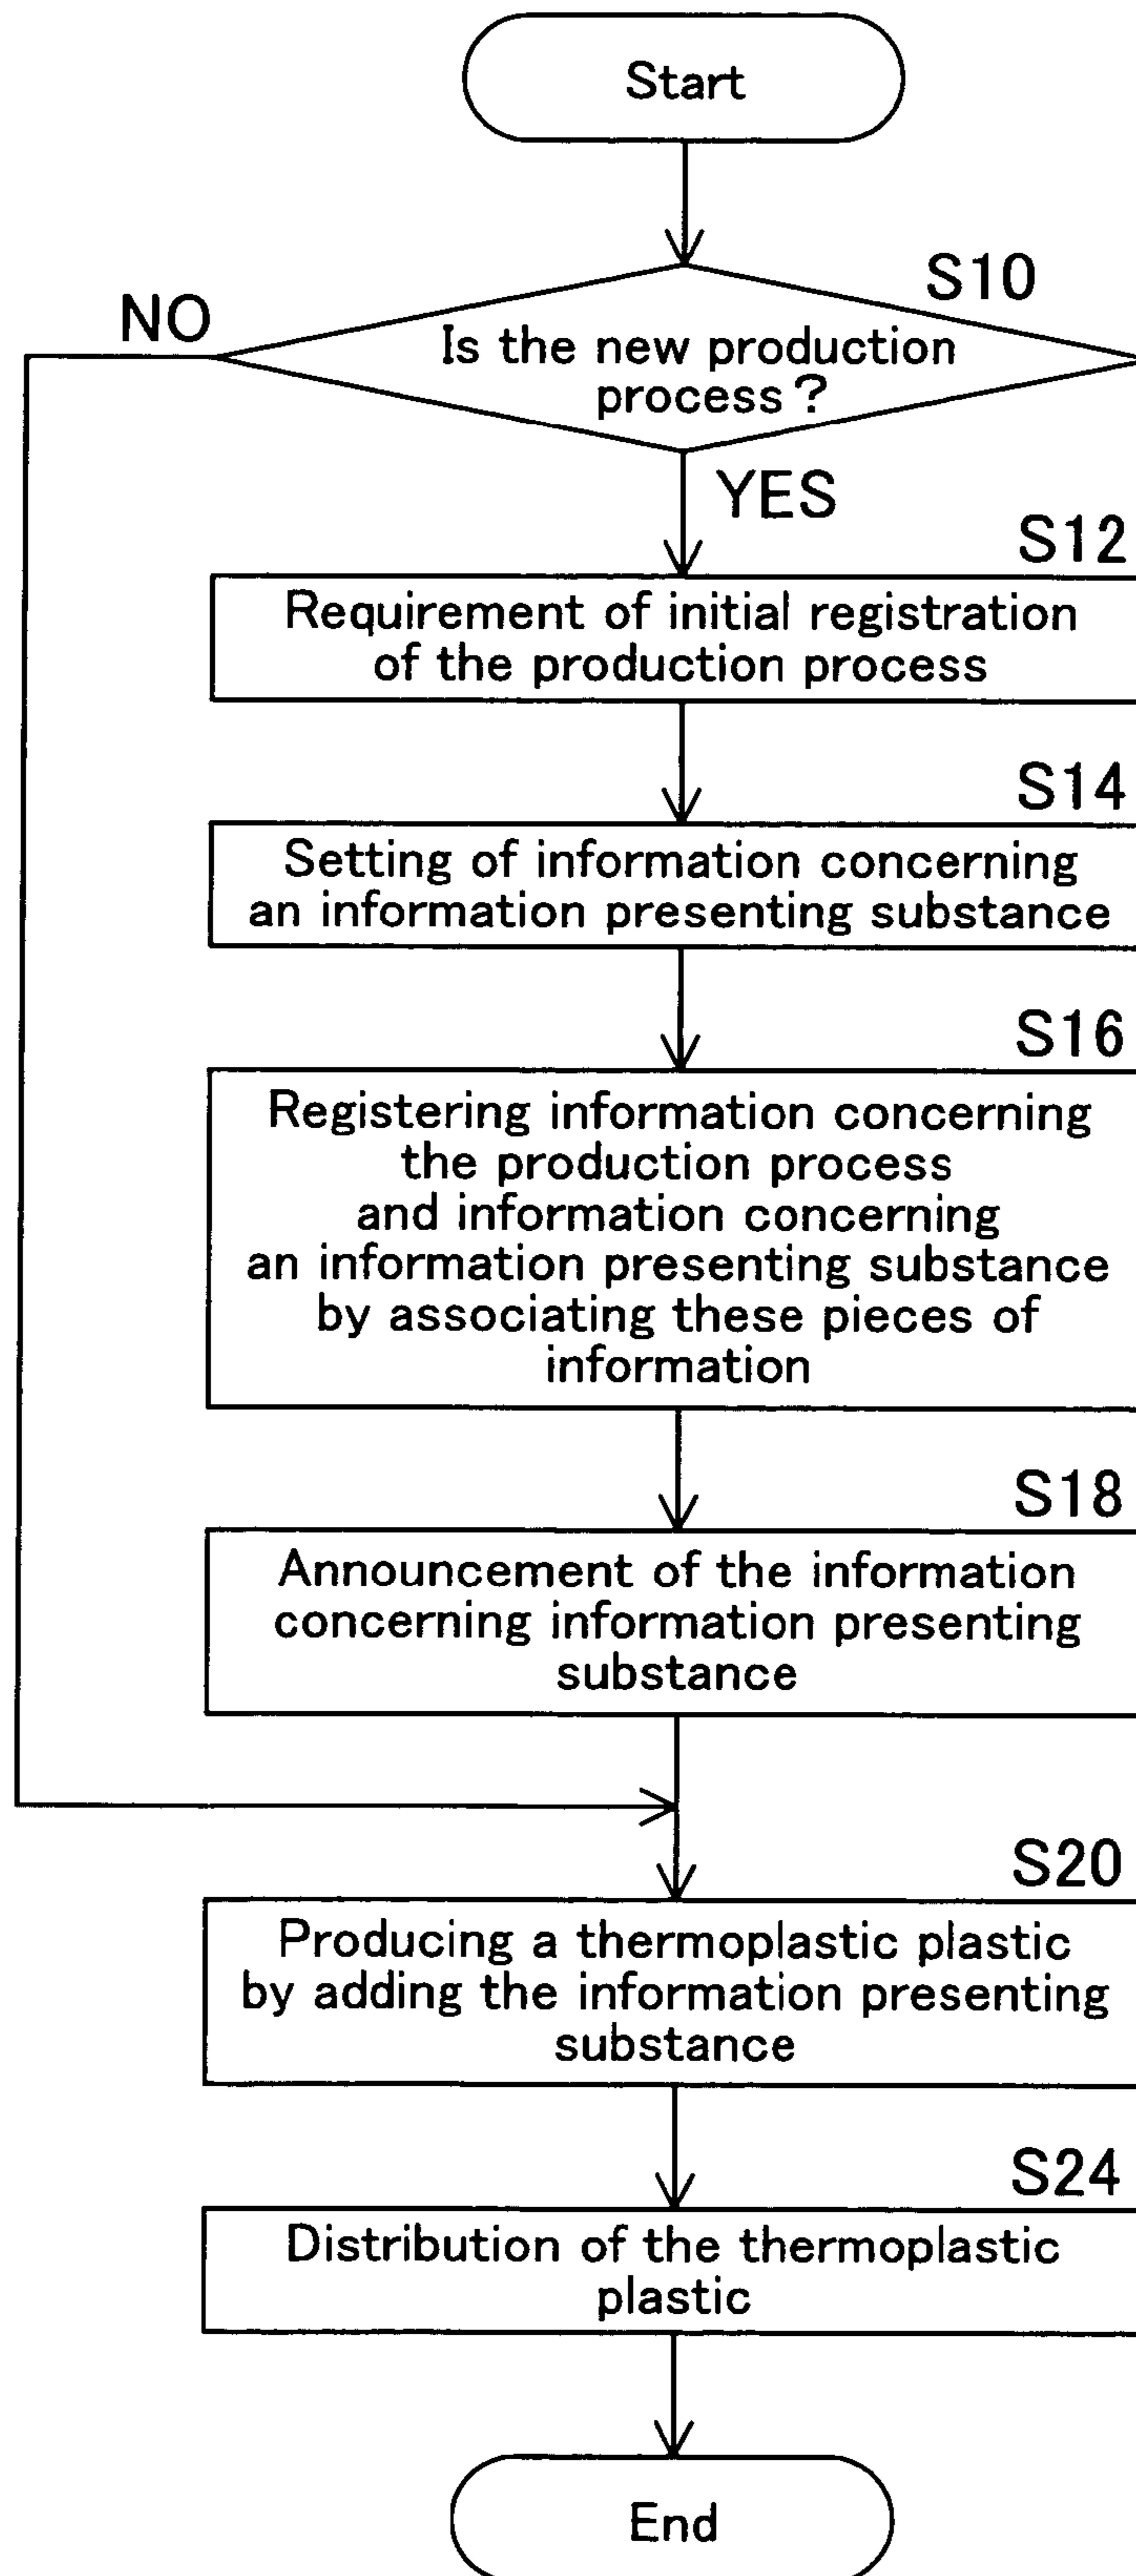 Start
S10
NO
Is the new production
process?
YES
S12
Requirement of initial registration
of the production process
S14
Setting of information concerning
an information presenting substance
S16
Registering information concerning
the production process
and information concerning
an information presenting substance
by associating these pieces of
information
S18
Announcement of the information
concerning information presenting
substance
S20
Producing a thermoplastic plastic
by adding the information presenting
substance
S24
Distribution of the thermoplastic
plastic
End